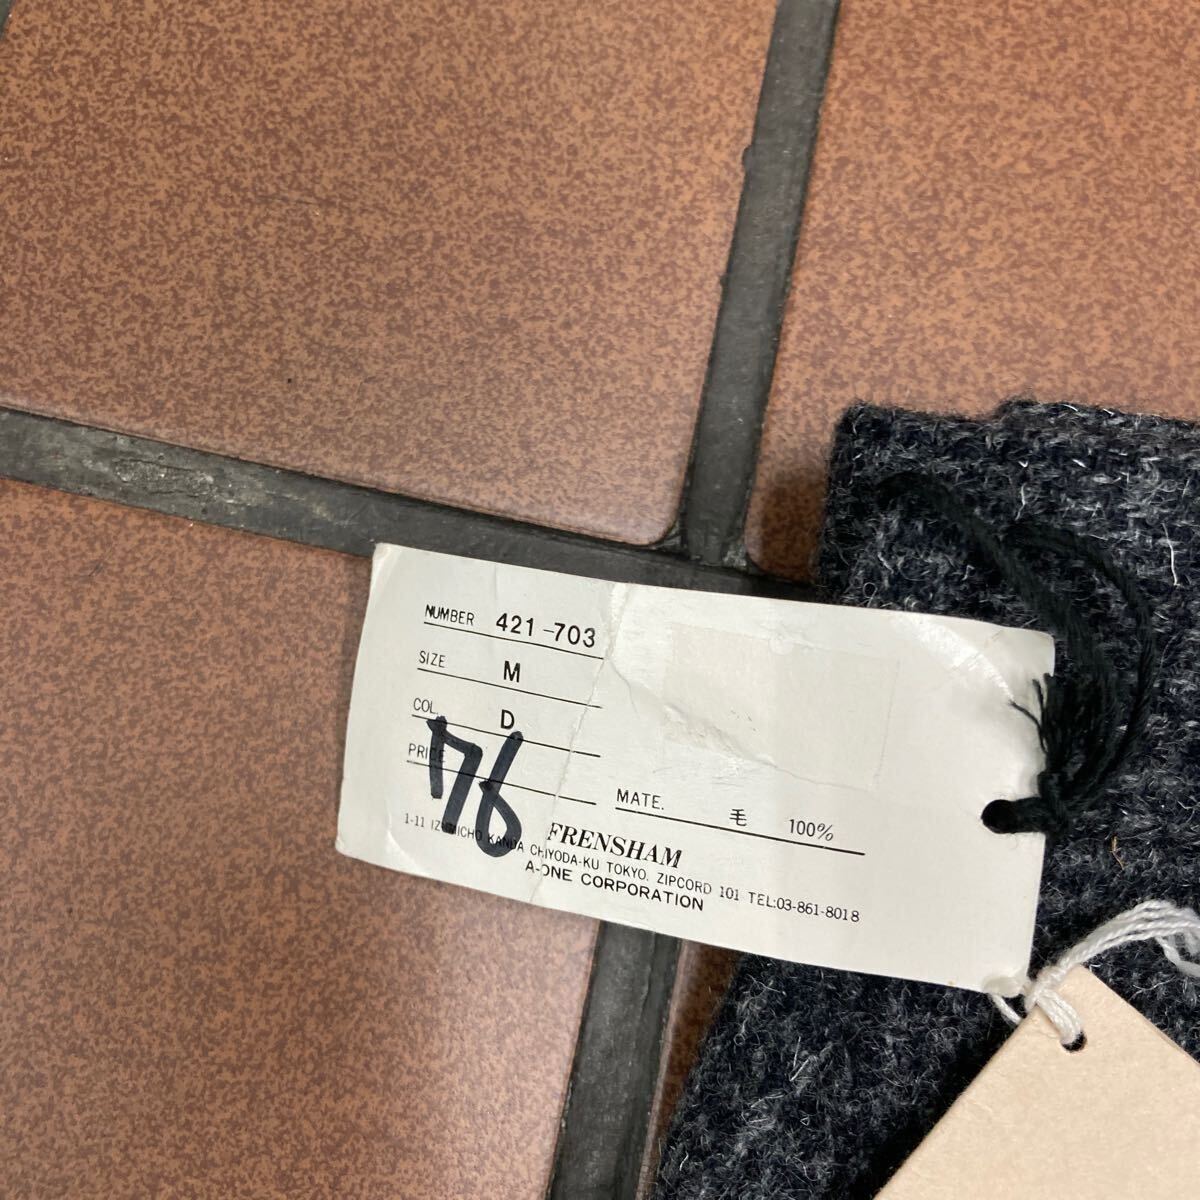 NUMBER 421-703
SIZE M
COL. D
PRICE
176
MATE. 毛 100%
FRENSHAM
1-11 IZUMICHO KANDA CHIYODA-KU TOKYO. ZIPCORD 101 TEL:03-861-8018
A-ONE CORPORATION